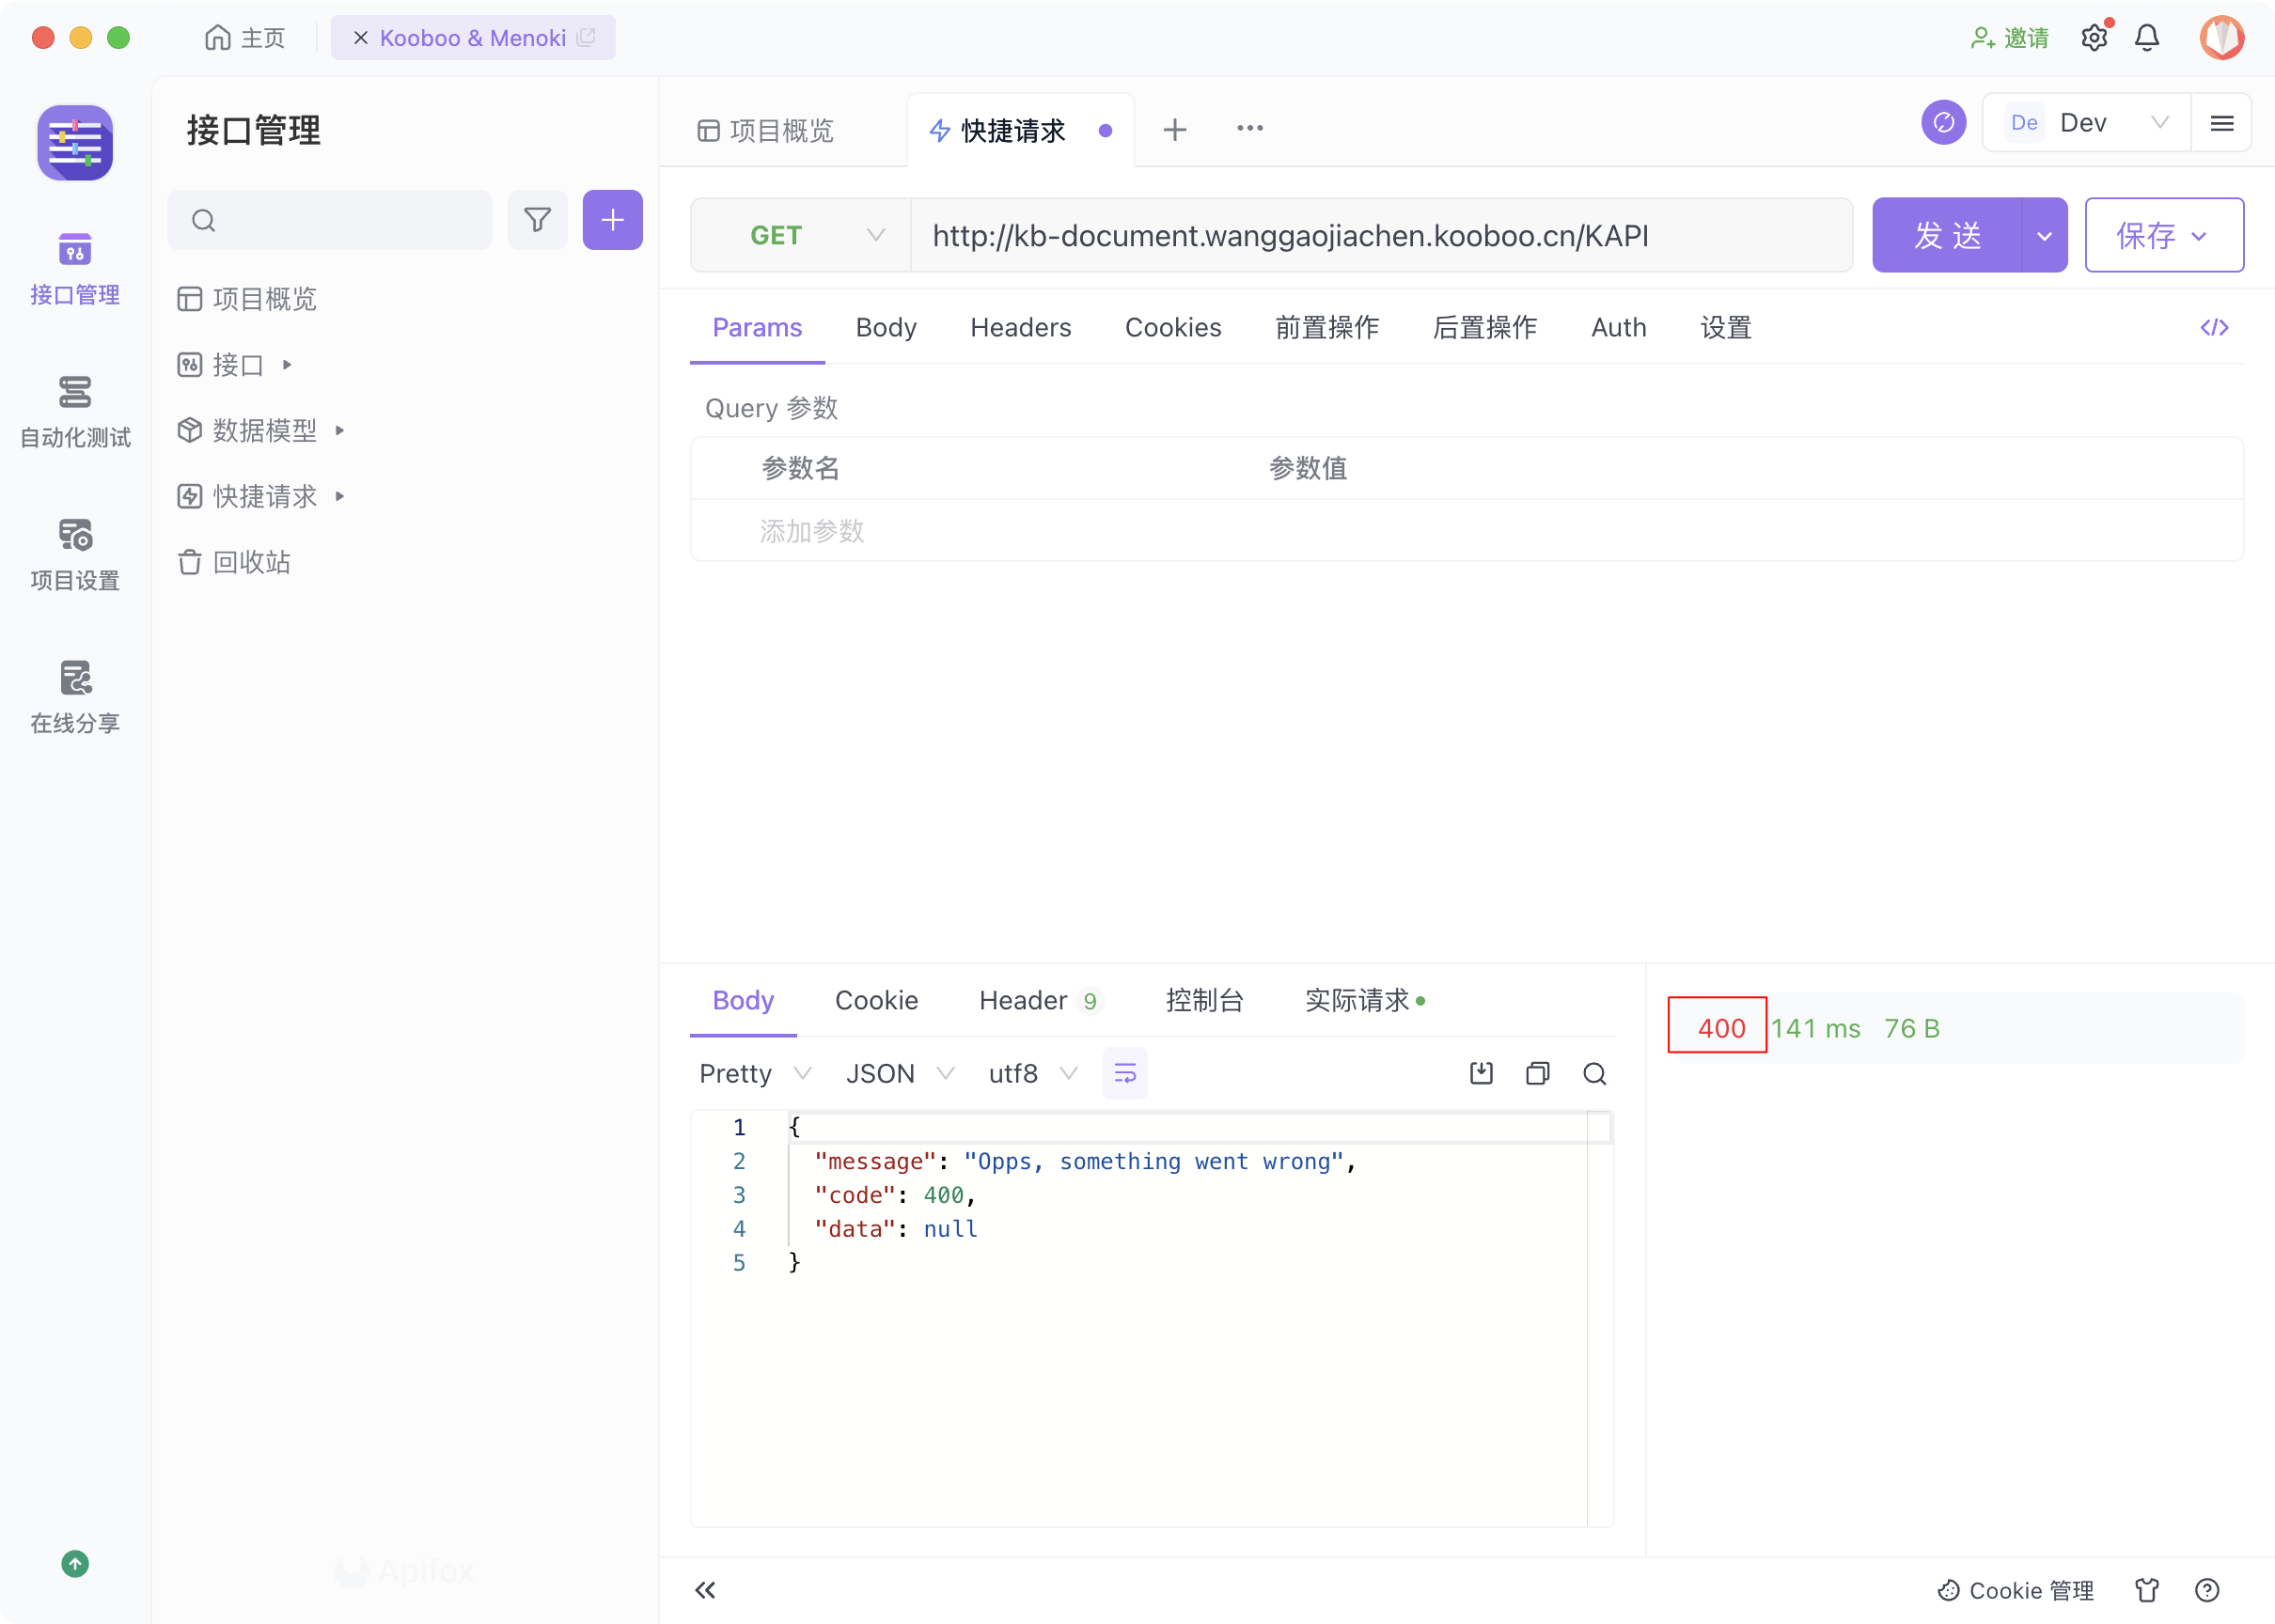 主页
Kooboo & Menoki
邀请
接口管理
自动化测试
项目设置
在线分享
接口管理
项目概览
接口
数据模型
快捷请求
回收站
Apifox
项目概览
快捷请求
De Dev
GET
http://kb-document.wanggaojiachen.kooboo.cn/KAPI
发 送
保存
Params Body Headers Cookies 前置操作 后置操作 Auth 设置
Query 参数
参数名 参数值
添加参数
Body Cookie Header 9 控制台 实际请求
Pretty JSON utf8
400 141 ms 76 B
1 {
2 "message": "Opps, something went wrong",
3 "code": 400,
4 "data": null
5 }
Cookie 管理